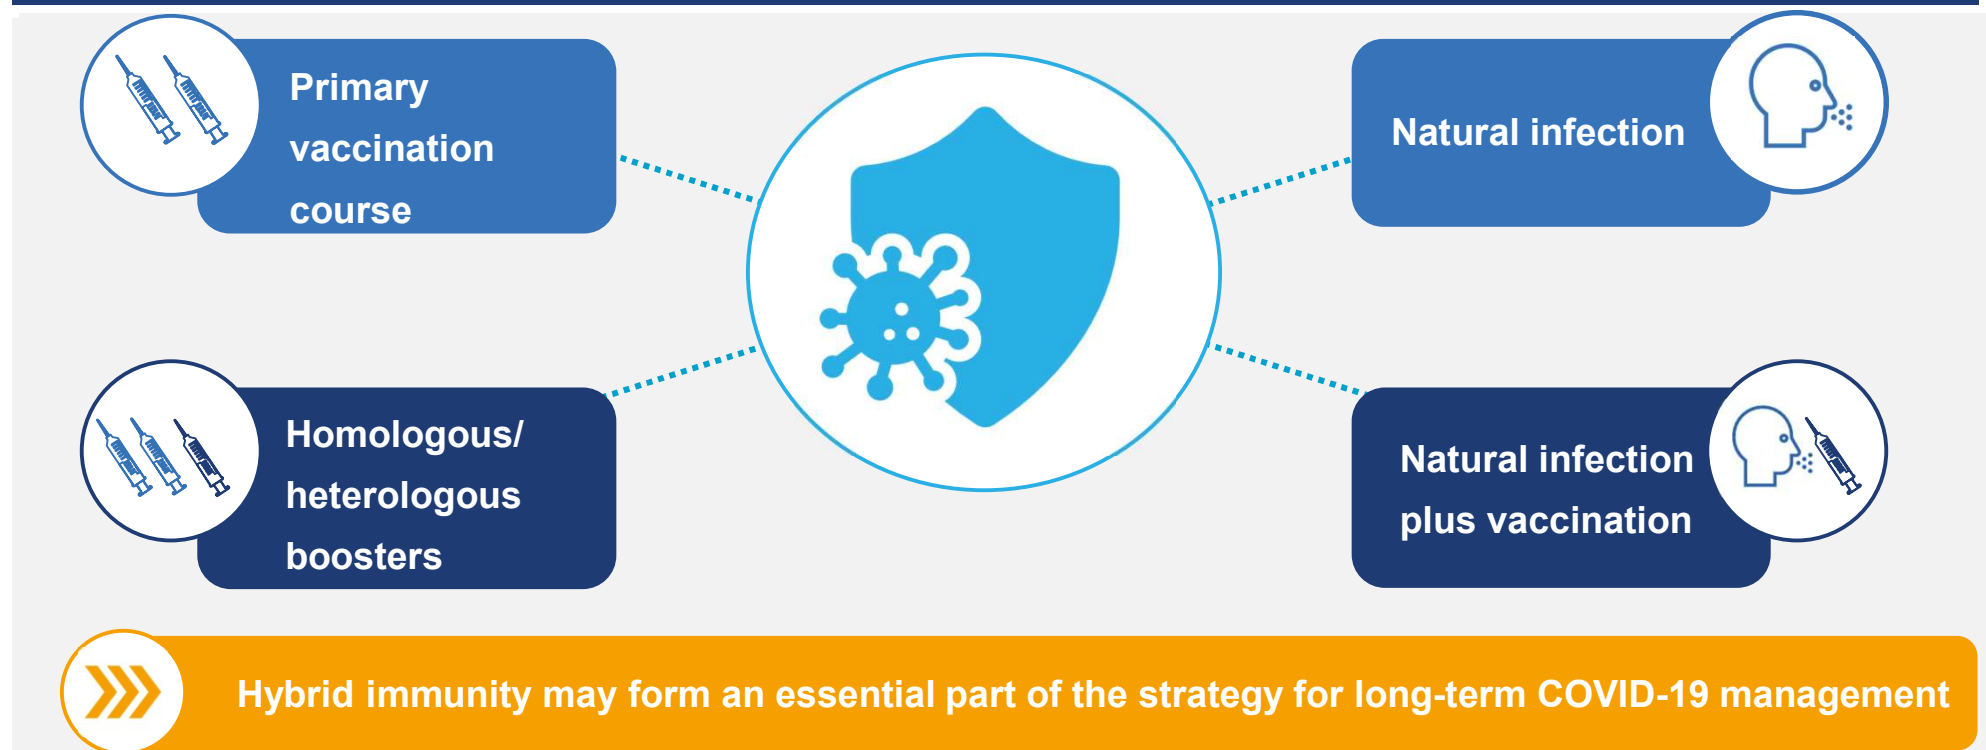 Primary
vaccination
course
Natural infection
Homologous/
heterologous
boosters
Natural infection
plus vaccination
Hybrid immunity may form an essential part of the strategy for long-term COVID-19 management